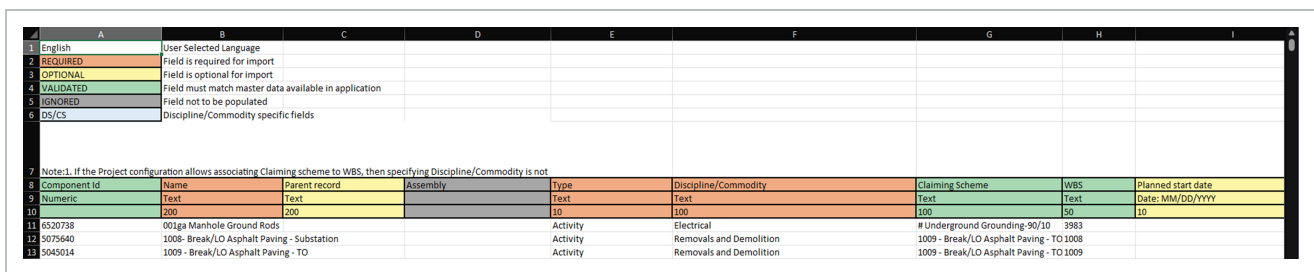 A B C D E F G H I
1 English User Selected Language
2 REQUIRED Field is required for import
3 OPTIONAL Field is optional for import
4 VALIDATED Field must match master data available in application
5 IGNORED Field not to be populated
6 DS/CS Discipline/Commodity specific fields
7 Note:1. If the Project configuration allows associating Claiming scheme to WBS, then specifying Discipline/Commodity is not
8 Component Id Name Parent record Assembly Type Discipline/Commodity Claiming Scheme WBS Planned start date
9 Numeric Text Text Text Text Text Text Date: MM/DD/YYYY
10 200 200 10 100 100 50 10
11 6520738 001ga Manhole Ground Rods Activity Electrical # Underground Grounding-90/10 3983
12 5075640 1008- Break/LO Asphalt Paving - Substation Activity Removals and Demolition 1009 - Break/LO Asphalt Paving - TO 1008
13 5045014 1009 - Break/LO Asphalt Paving - TO Activity Removals and Demolition 1009 - Break/LO Asphalt Paving - TO 1009